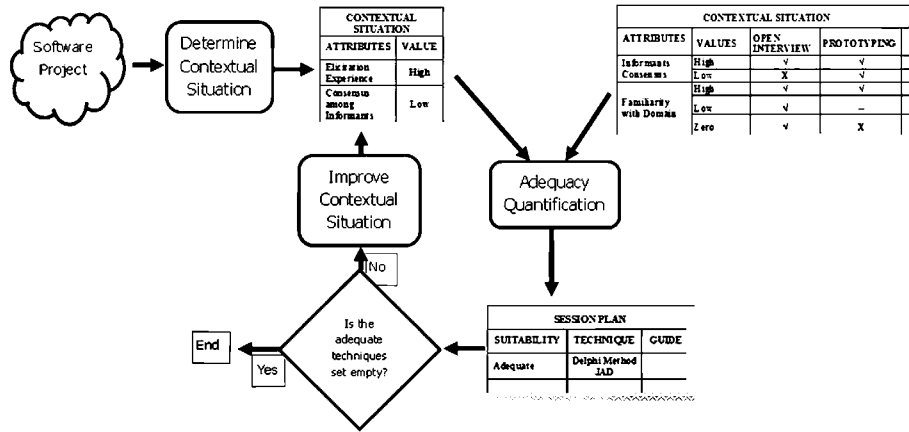 Software
Project
Determine
Contextual
Situation
CONTEXTUAL
SITUATION
ATTRIBUTES VALUE
Elicitation
Experience
High
Consensus
among
Informants
Low
CONTEXTUAL SITUATION
ATTRIBUTES VALUES OPEN
INTERVIEW PROTOTYPING
Informants
Consensus
High √ √
Low X √
Familiarity
with Domain
High √ √
Low √ –
Zero √ X
Improve
Contextual
Situation
Adequacy
Quantification
No
Is the
adequate
techniques
set empty?
End
Yes
SESSION PLAN
SUITABILITY TECHNIQUE GUIDE
Adequate
Delphi Method
JAD